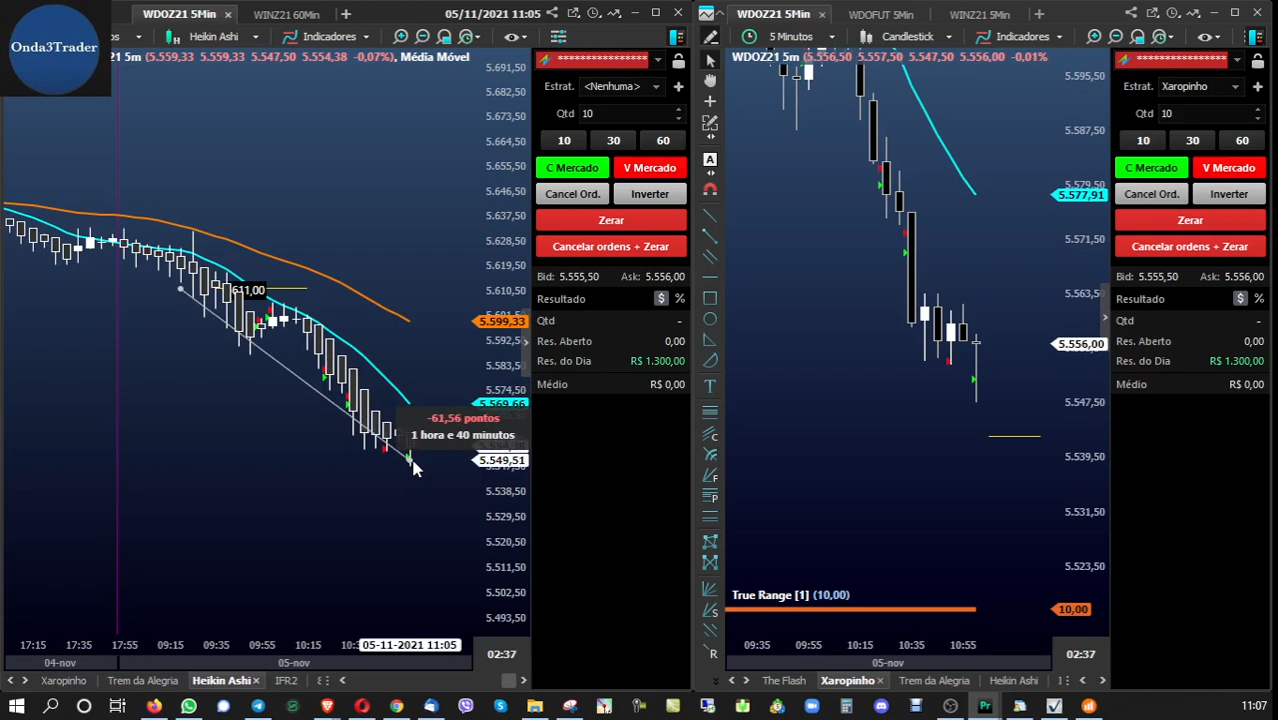 WDOZ21 5Min
WINZ21 60Min
05/11/2021 11:05
Onda3Trader
Heikin Ashi
Indicadores
21 5m (5.559,33 5.559,33 5.547,50 5.554,38 -0,07%), Média Móvel
5.691,50
5.682,50
5.673,50
5.664,50
5.655,50
5.646,50
5.637,50
5.628,50
5.619,50
5.610,50
5.601,50
5.599,33
5.592,50
5.583,50
5.574,50
5.569,66
5.549,51
5.538,50
5.529,50
5.520,50
5.511,50
5.502,50
5.493,50
611,00
-61,56 pontos
1 hora e 40 minutos
17:15 17:35 17:55 09:15 09:35 09:55 10:15
05-11-2021 11:05
04-nov
05-nov
02:37
Xaropinho
Trem da Alegria
Heikin Ashi
IFR2
****************
Estrat. <Nenhuma>
Qtd 10
10 30 60
C Mercado
V Mercado
Cancel Ord.
Inverter
Zerar
Cancelar ordens + Zerar
Bid: 5.555,50 Ask: 5.556,00
Resultado $ %
Qtd -
Res. Aberto 0,00
Res. do Dia R$ 1.300,00
Médio R$ 0,00
WDOZ21 5Min
WDOFUT 5Min
WINZ21 5Min
5 Minutos
Candlestick
Indicadores
WDOZ21 5m (5.556,50 5.557,50 5.547,50 5.556,00 -0,01%
A
T
C
F
P
S
R
5.595,50
5.587,50
5.579,50
5.577,91
5.571,50
5.563,50
5.556,00
5.547,50
5.539,50
5.531,50
5.523,50
True Range [1] (10,00)
10,00
09:35 09:55 10:15 10:35 10:55
05-nov
02:37
The Flash
Xaropinho
Trem da Alegria
Heikin Ashi
****************
Estrat. Xaropinho
Qtd 10
10 30 60
C Mercado
V Mercado
Cancel Ord.
Inverter
Zerar
Cancelar ordens + Zerar
Bid: 5.555,50 Ask: 5.556,00
Resultado $ %
Qtd -
Res. Aberto 0,00
Res. do Dia R$ 1.300,00
Médio R$ 0,00
Pr
11:07